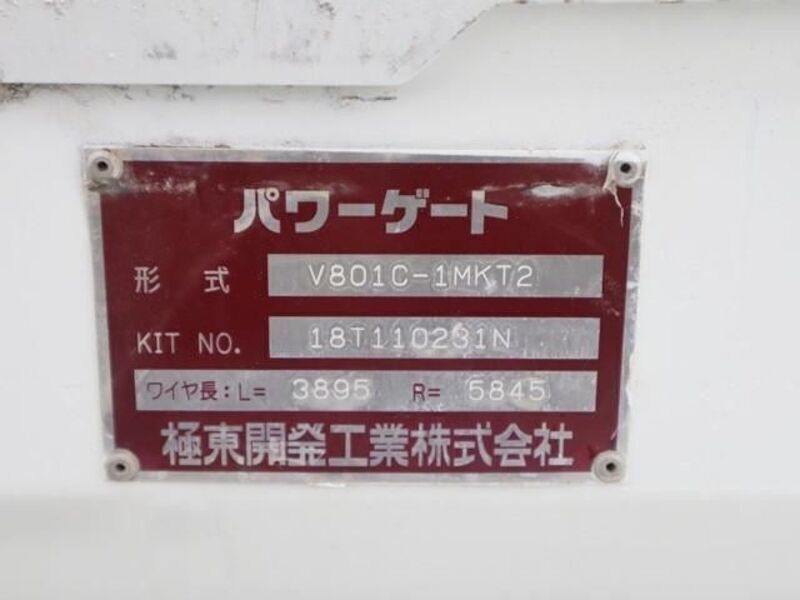 パワーゲート
形 式 V801C-1MKT2
KIT NO. 18T110231N
ワイヤ長:L= 3895 R= 5845
極東開発工業株式会社